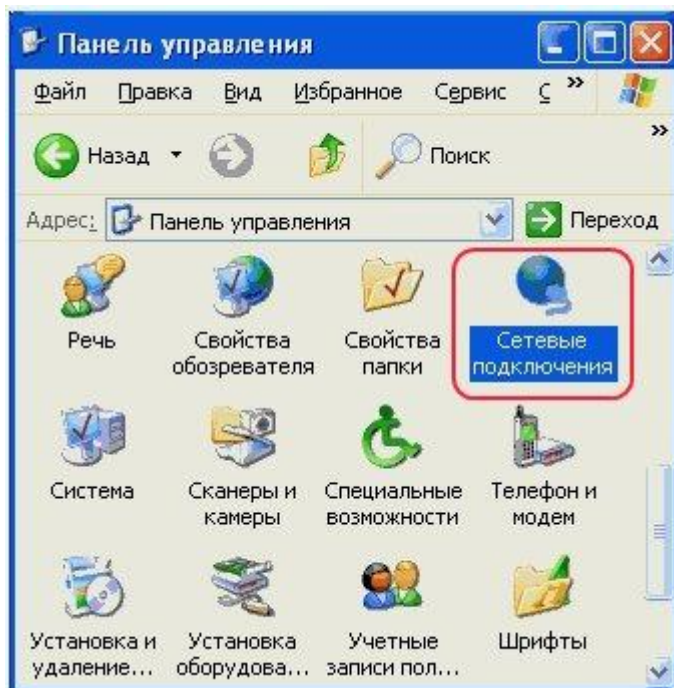 Панель управления
Файл Правка Вид Избранное Сервис С »
Назад Поиск »
Адрес: Панель управления Переход
Речь Свойства обозревателя Свойства папки Сетевые подключения
Система Сканеры и камеры Специальные возможности Телефон и модем
Установка и удаление... Установка оборудова... Учетные записи пол... Шрифты